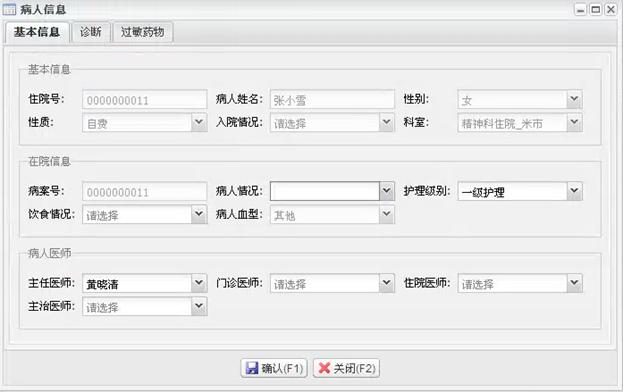 病人信息
基本信息 诊断 过敏药物
基本信息
住院号： 0000000011 病人姓名： 张小雪 性别： 女
性质： 自费 入院情况： 请选择 科室： 精神科住院_米市
在院信息
病案号： 0000000011 病人情况： 护理级别： 一级护理
饮食情况： 请选择 病人血型： 其他
病人医师
主任医师： 黄晓清 门诊医师： 请选择 住院医师： 请选择
主治医师： 请选择
确认(F1) 关闭(F2)